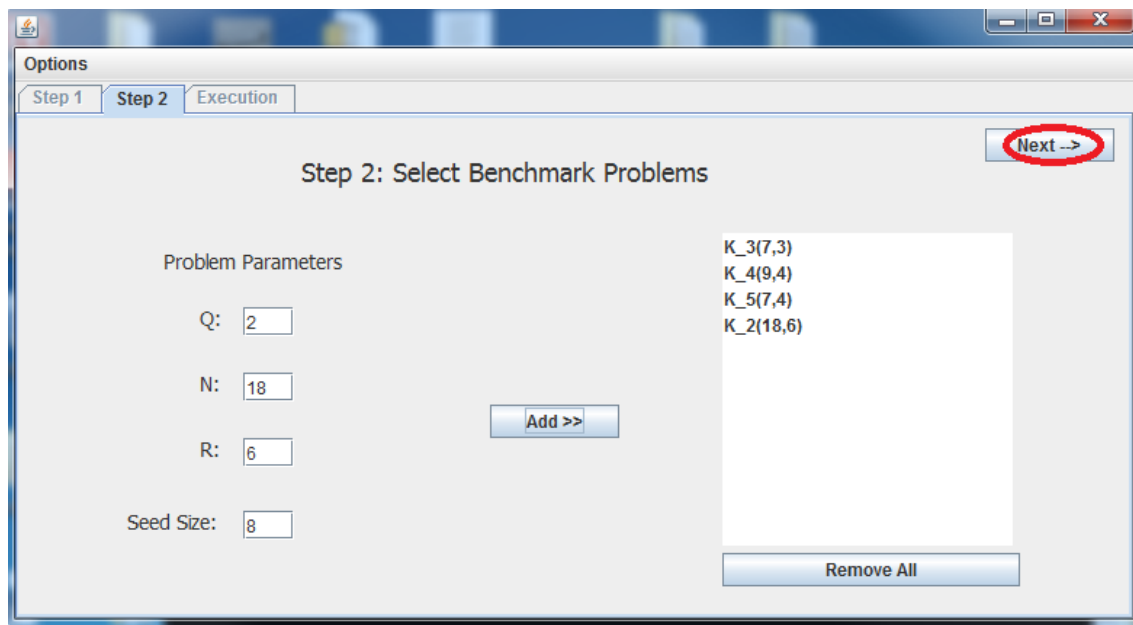 Options
Step 1 Step 2 Execution
Next -->
Step 2: Select Benchmark Problems
Problem Parameters
Q: 2
N: 18
R: 6
Seed Size: 8
Add >>
K_3(7,3)
K_4(9,4)
K_5(7,4)
K_2(18,6)
Remove All